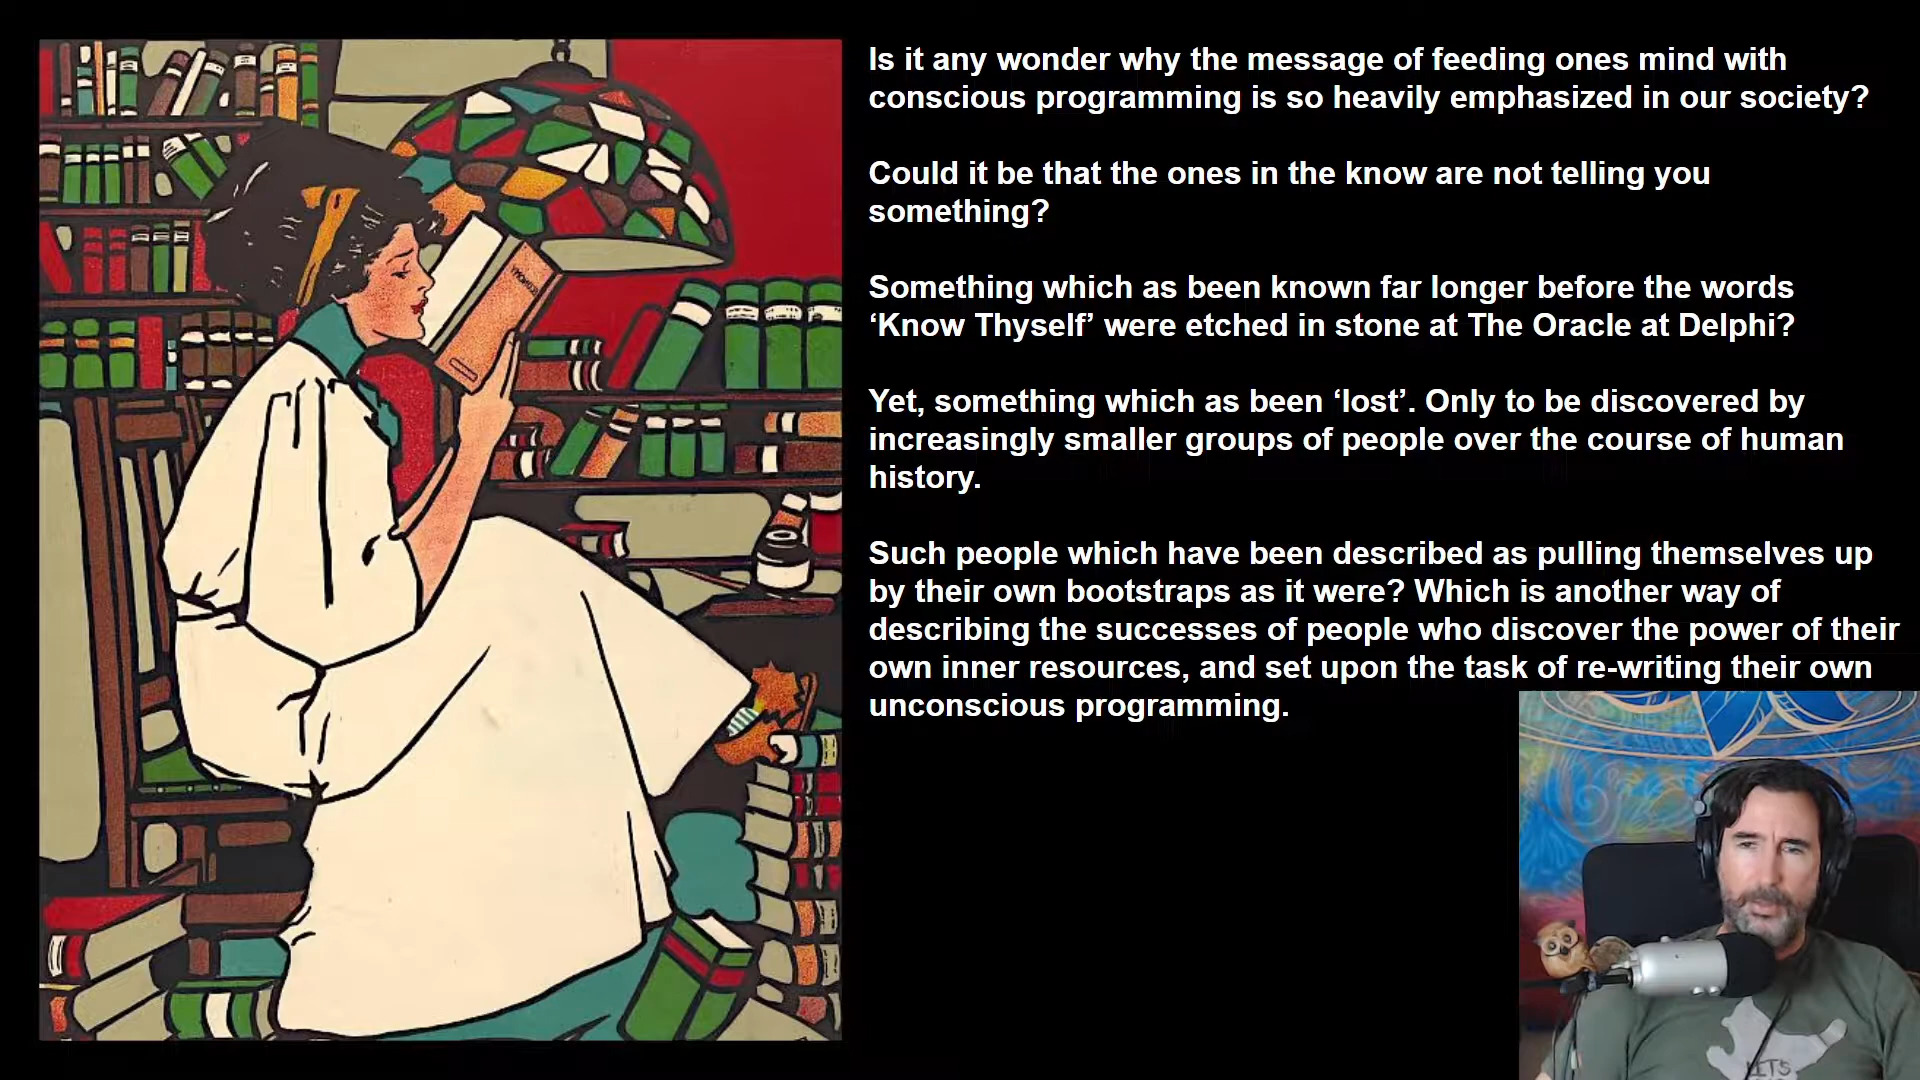 Is it any wonder why the message of feeding ones mind with
conscious programming is so heavily emphasized in our society?
Could it be that the ones in the know are not telling you
something?
Something which as been known far longer before the words
‘Know Thyself’ were etched in stone at The Oracle at Delphi?
Yet, something which as been ‘lost’. Only to be discovered by
increasingly smaller groups of people over the course of human
history.
Such people which have been described as pulling themselves up
by their own bootstraps as it were? Which is another way of
describing the successes of people who discover the power of their
own inner resources, and set upon the task of re-writing their own
unconscious programming.
LET'S